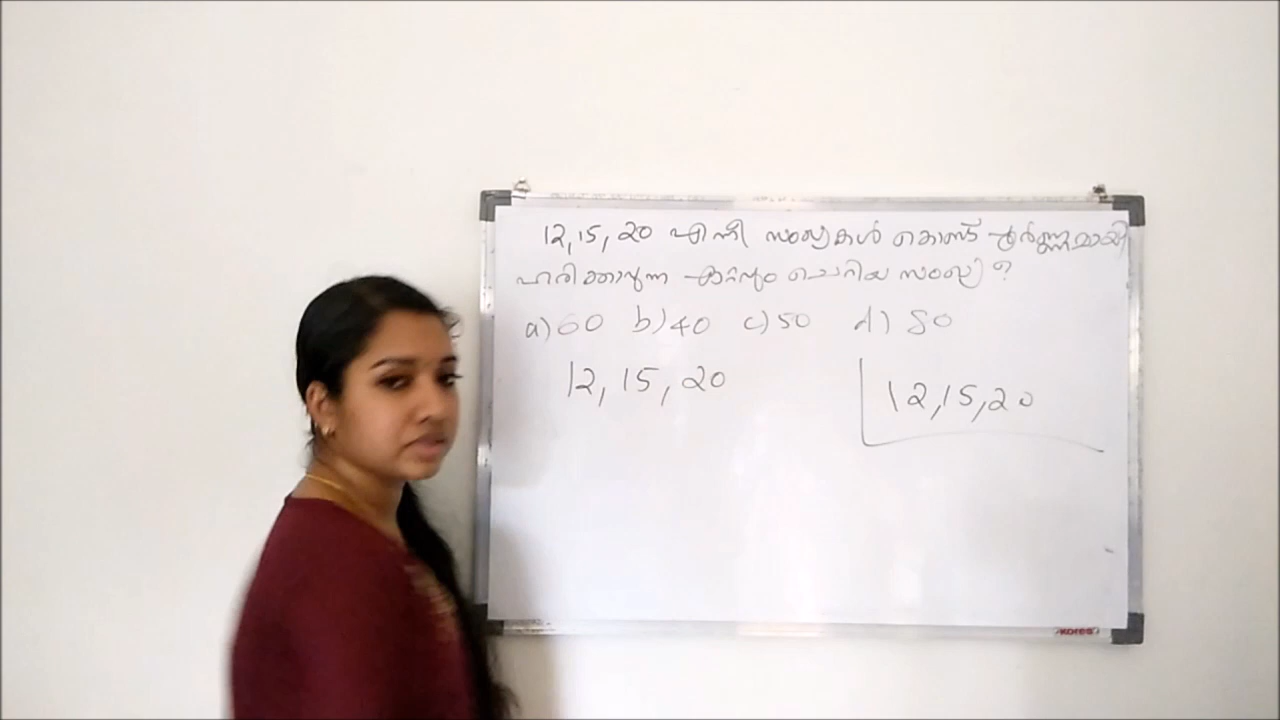 12, 15, 20 എന്നീ സംഖ്യകൾ കൊണ്ട് പൂർണ്ണമായി
ഹരിക്കാവുന്ന ഏറ്റവും ചെറിയ സംഖ്യ ?
a) 60 b) 40 c) 50 d) 80
12, 15, 20
12, 15, 20
kores